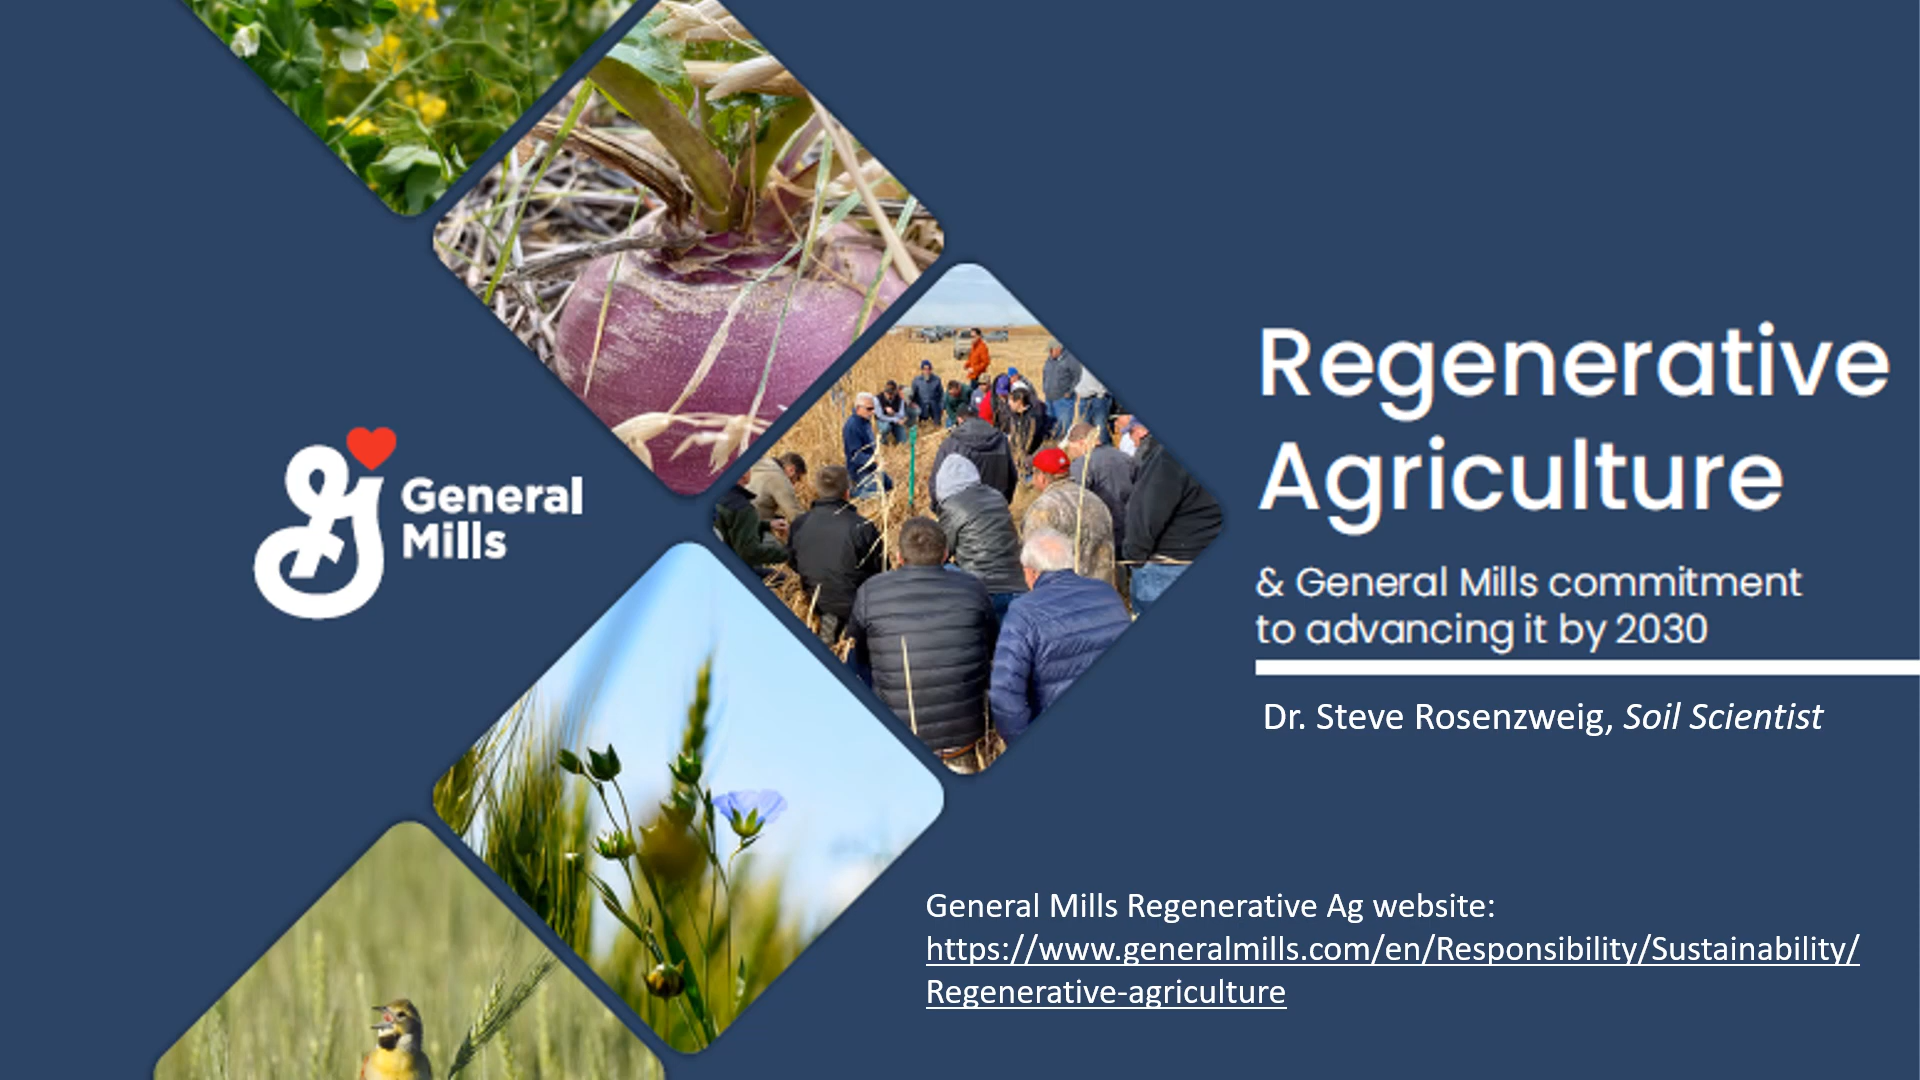 General
Mills
Regenerative
Agriculture
& General Mills commitment
to advancing it by 2030
Dr. Steve Rosenzweig, Soil Scientist
General Mills Regenerative Ag website:
https://www.generalmills.com/en/Responsibility/Sustainability/
Regenerative-agriculture